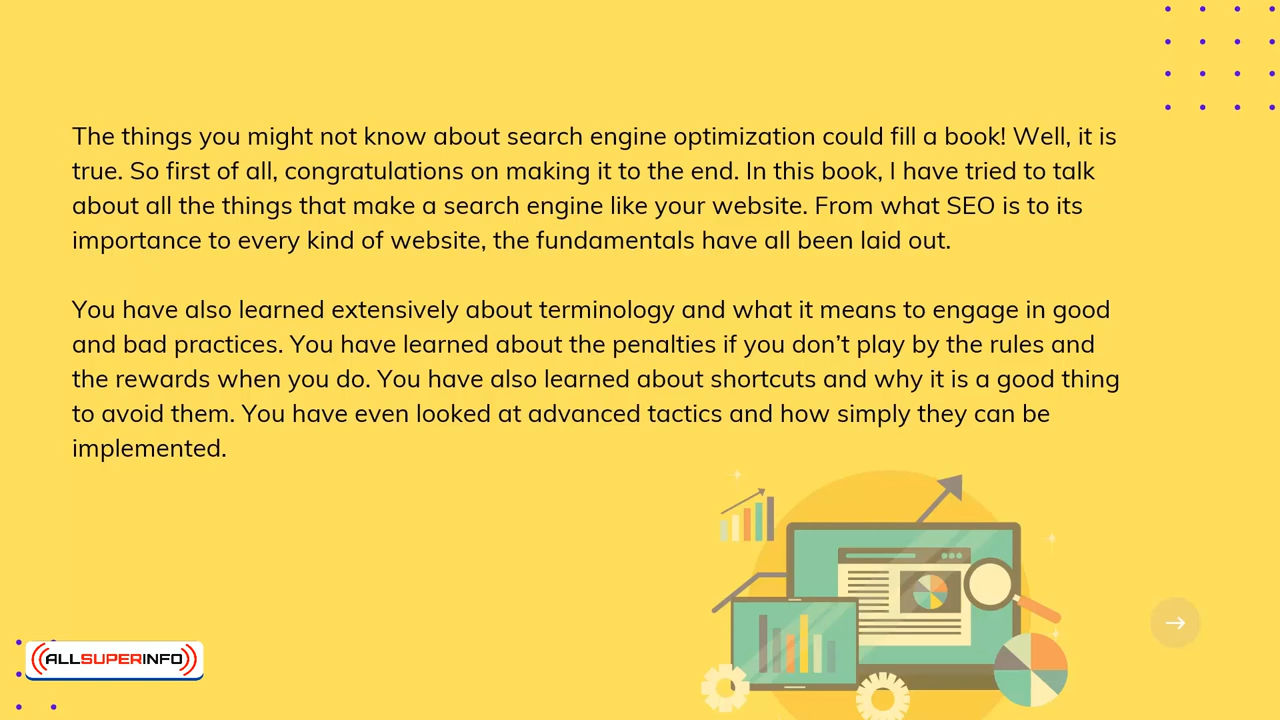 The things you might not know about search engine optimization could fill a book! Well, it is
true. So first of all, congratulations on making it to the end. In this book, I have tried to talk
about all the things that make a search engine like your website. From what SEO is to its
importance to every kind of website, the fundamentals have all been laid out.
You have also learned extensively about terminology and what it means to engage in good
and bad practices. You have learned about the penalties if you don’t play by the rules and
the rewards when you do. You have also learned about shortcuts and why it is a good thing
to avoid them. You have even looked at advanced tactics and how simply they can be
implemented.
ALLSUPERINFO